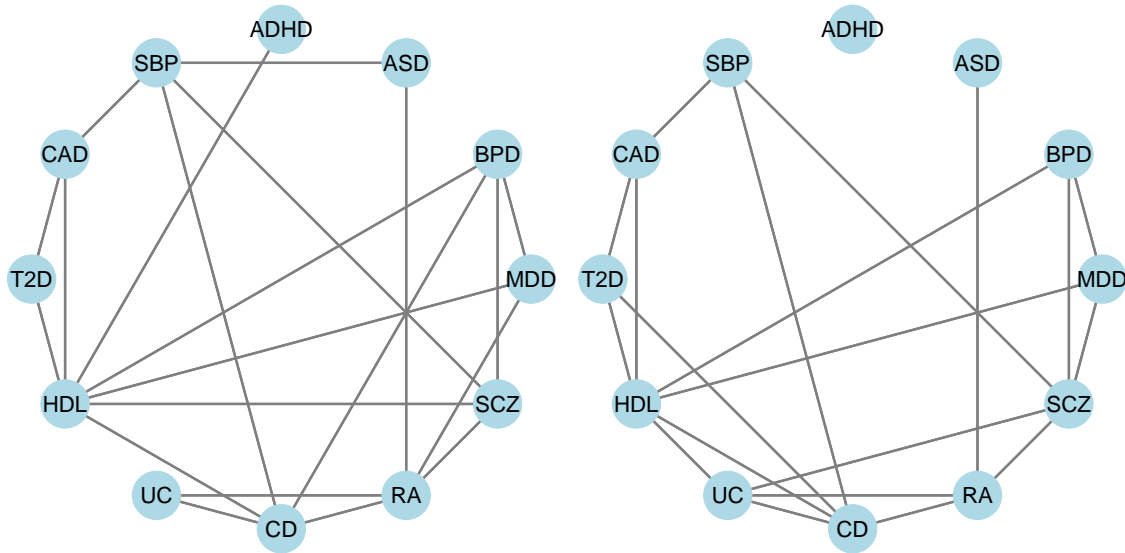 ADHD
SBP
ASD
CAD
BPD
T2D
MDD
HDL
SCZ
UC
RA
CD
ADHD
SBP
ASD
CAD
BPD
T2D
MDD
HDL
SCZ
UC
RA
CD